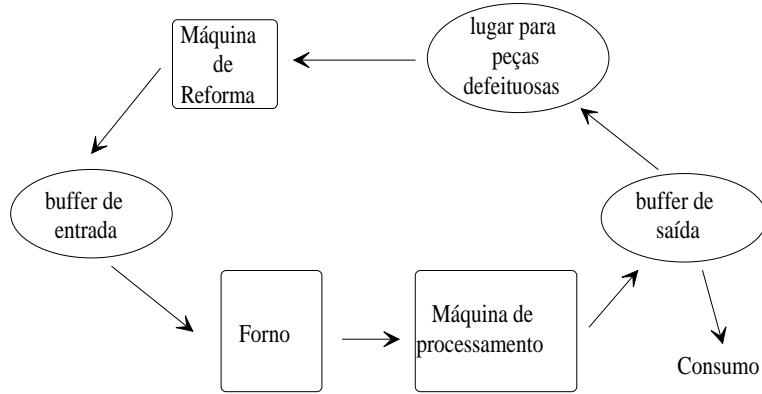 Máquina
de
Reforma
lugar para
peças
defeituosas
buffer de
entrada
buffer de
saída
Forno
Máquina de
processamento
Consumo